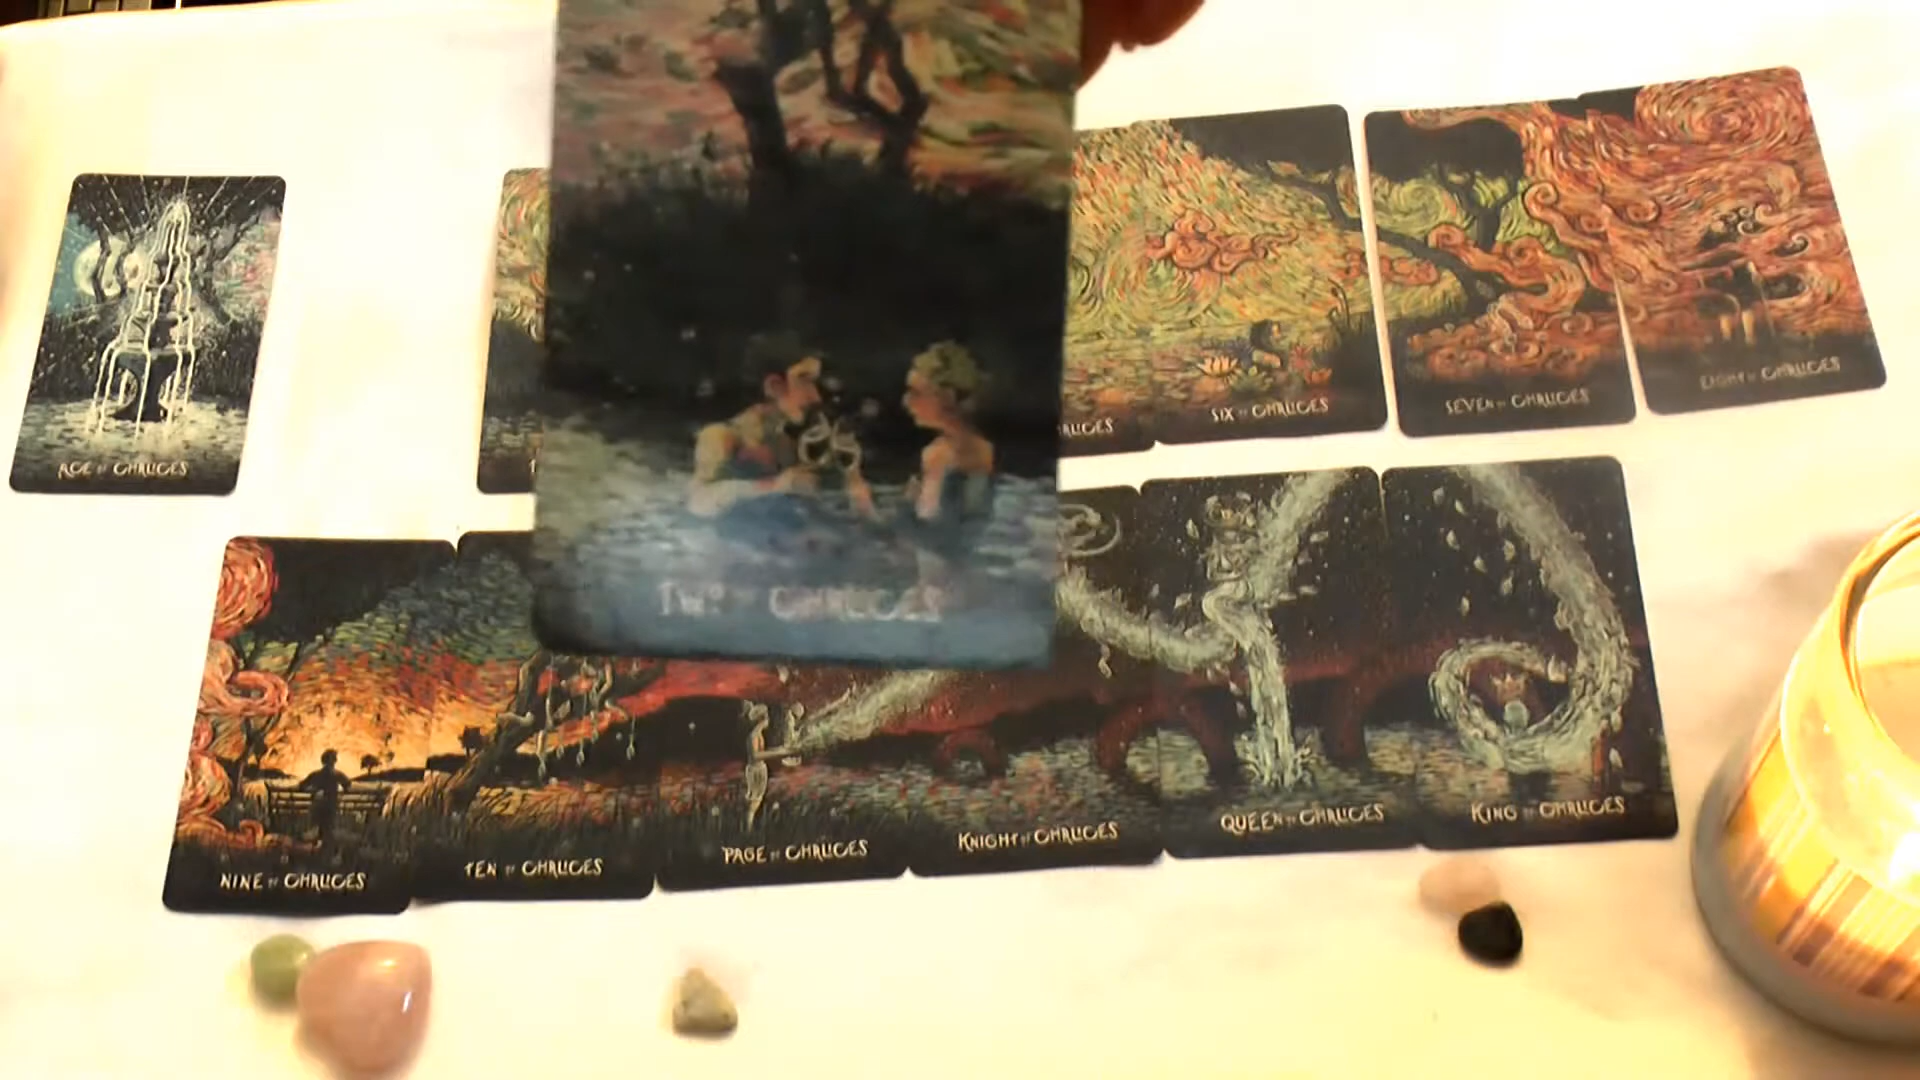 ACE OF CHALICES
TWO OF CHALICES
SIX OF CHALICES
SEVEN OF CHALICES
EIGHT OF CHALICES
NINE OF CHALICES
TEN OF CHALICES
PAGE OF CHALICES
KNIGHT OF CHALICES
QUEEN OF CHALICES
KING OF CHALICES